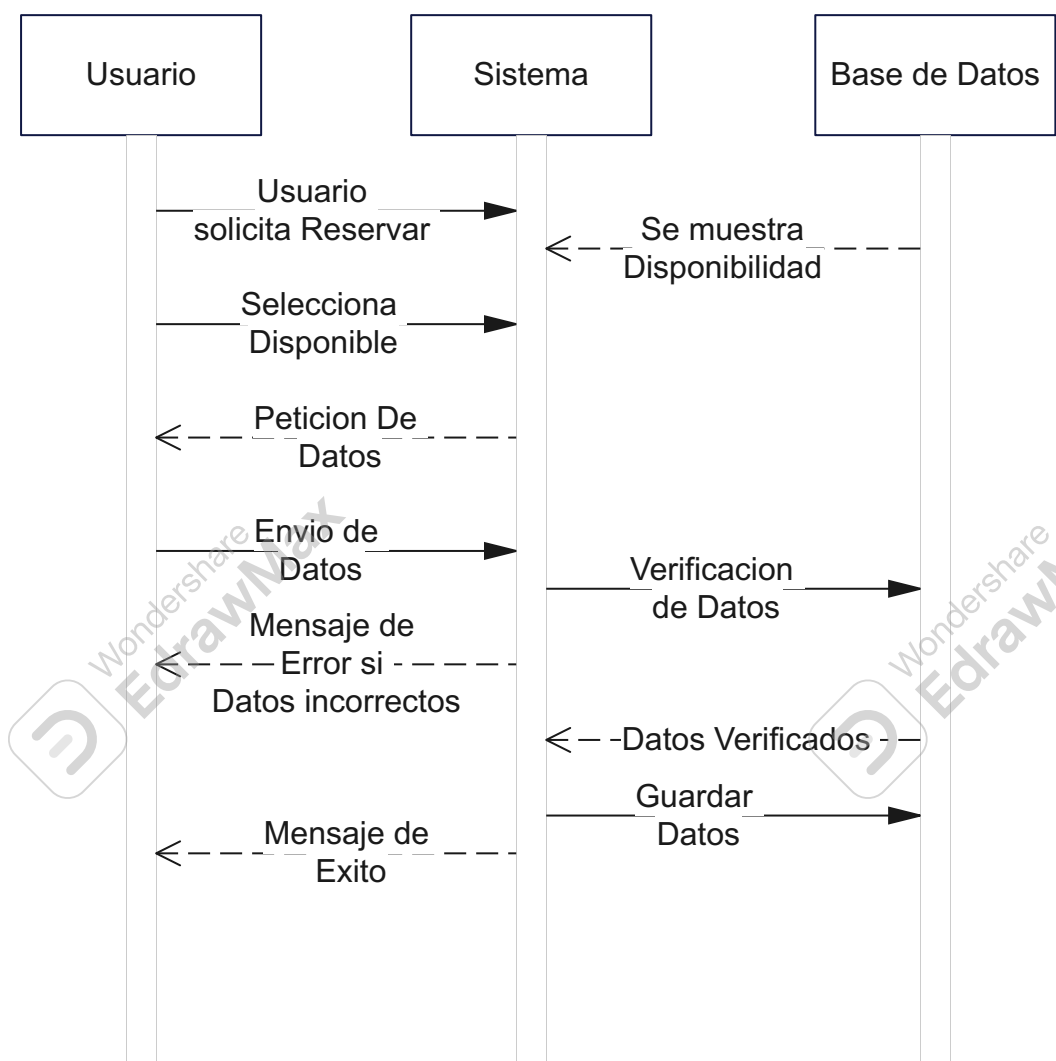 Usuario
Sistema
Base de Datos
Usuario
solicita Reservar
Se muestra
Disponibilidad
Selecciona
Disponible
Peticion De
Datos
Envio de
Datos
Verificacion
de Datos
Mensaje de
Error si
Datos incorrectos
Datos Verificados
Guardar
Datos
Mensaje de
Exito
Wondershare
EdrawMax
Wondershare
EdrawM